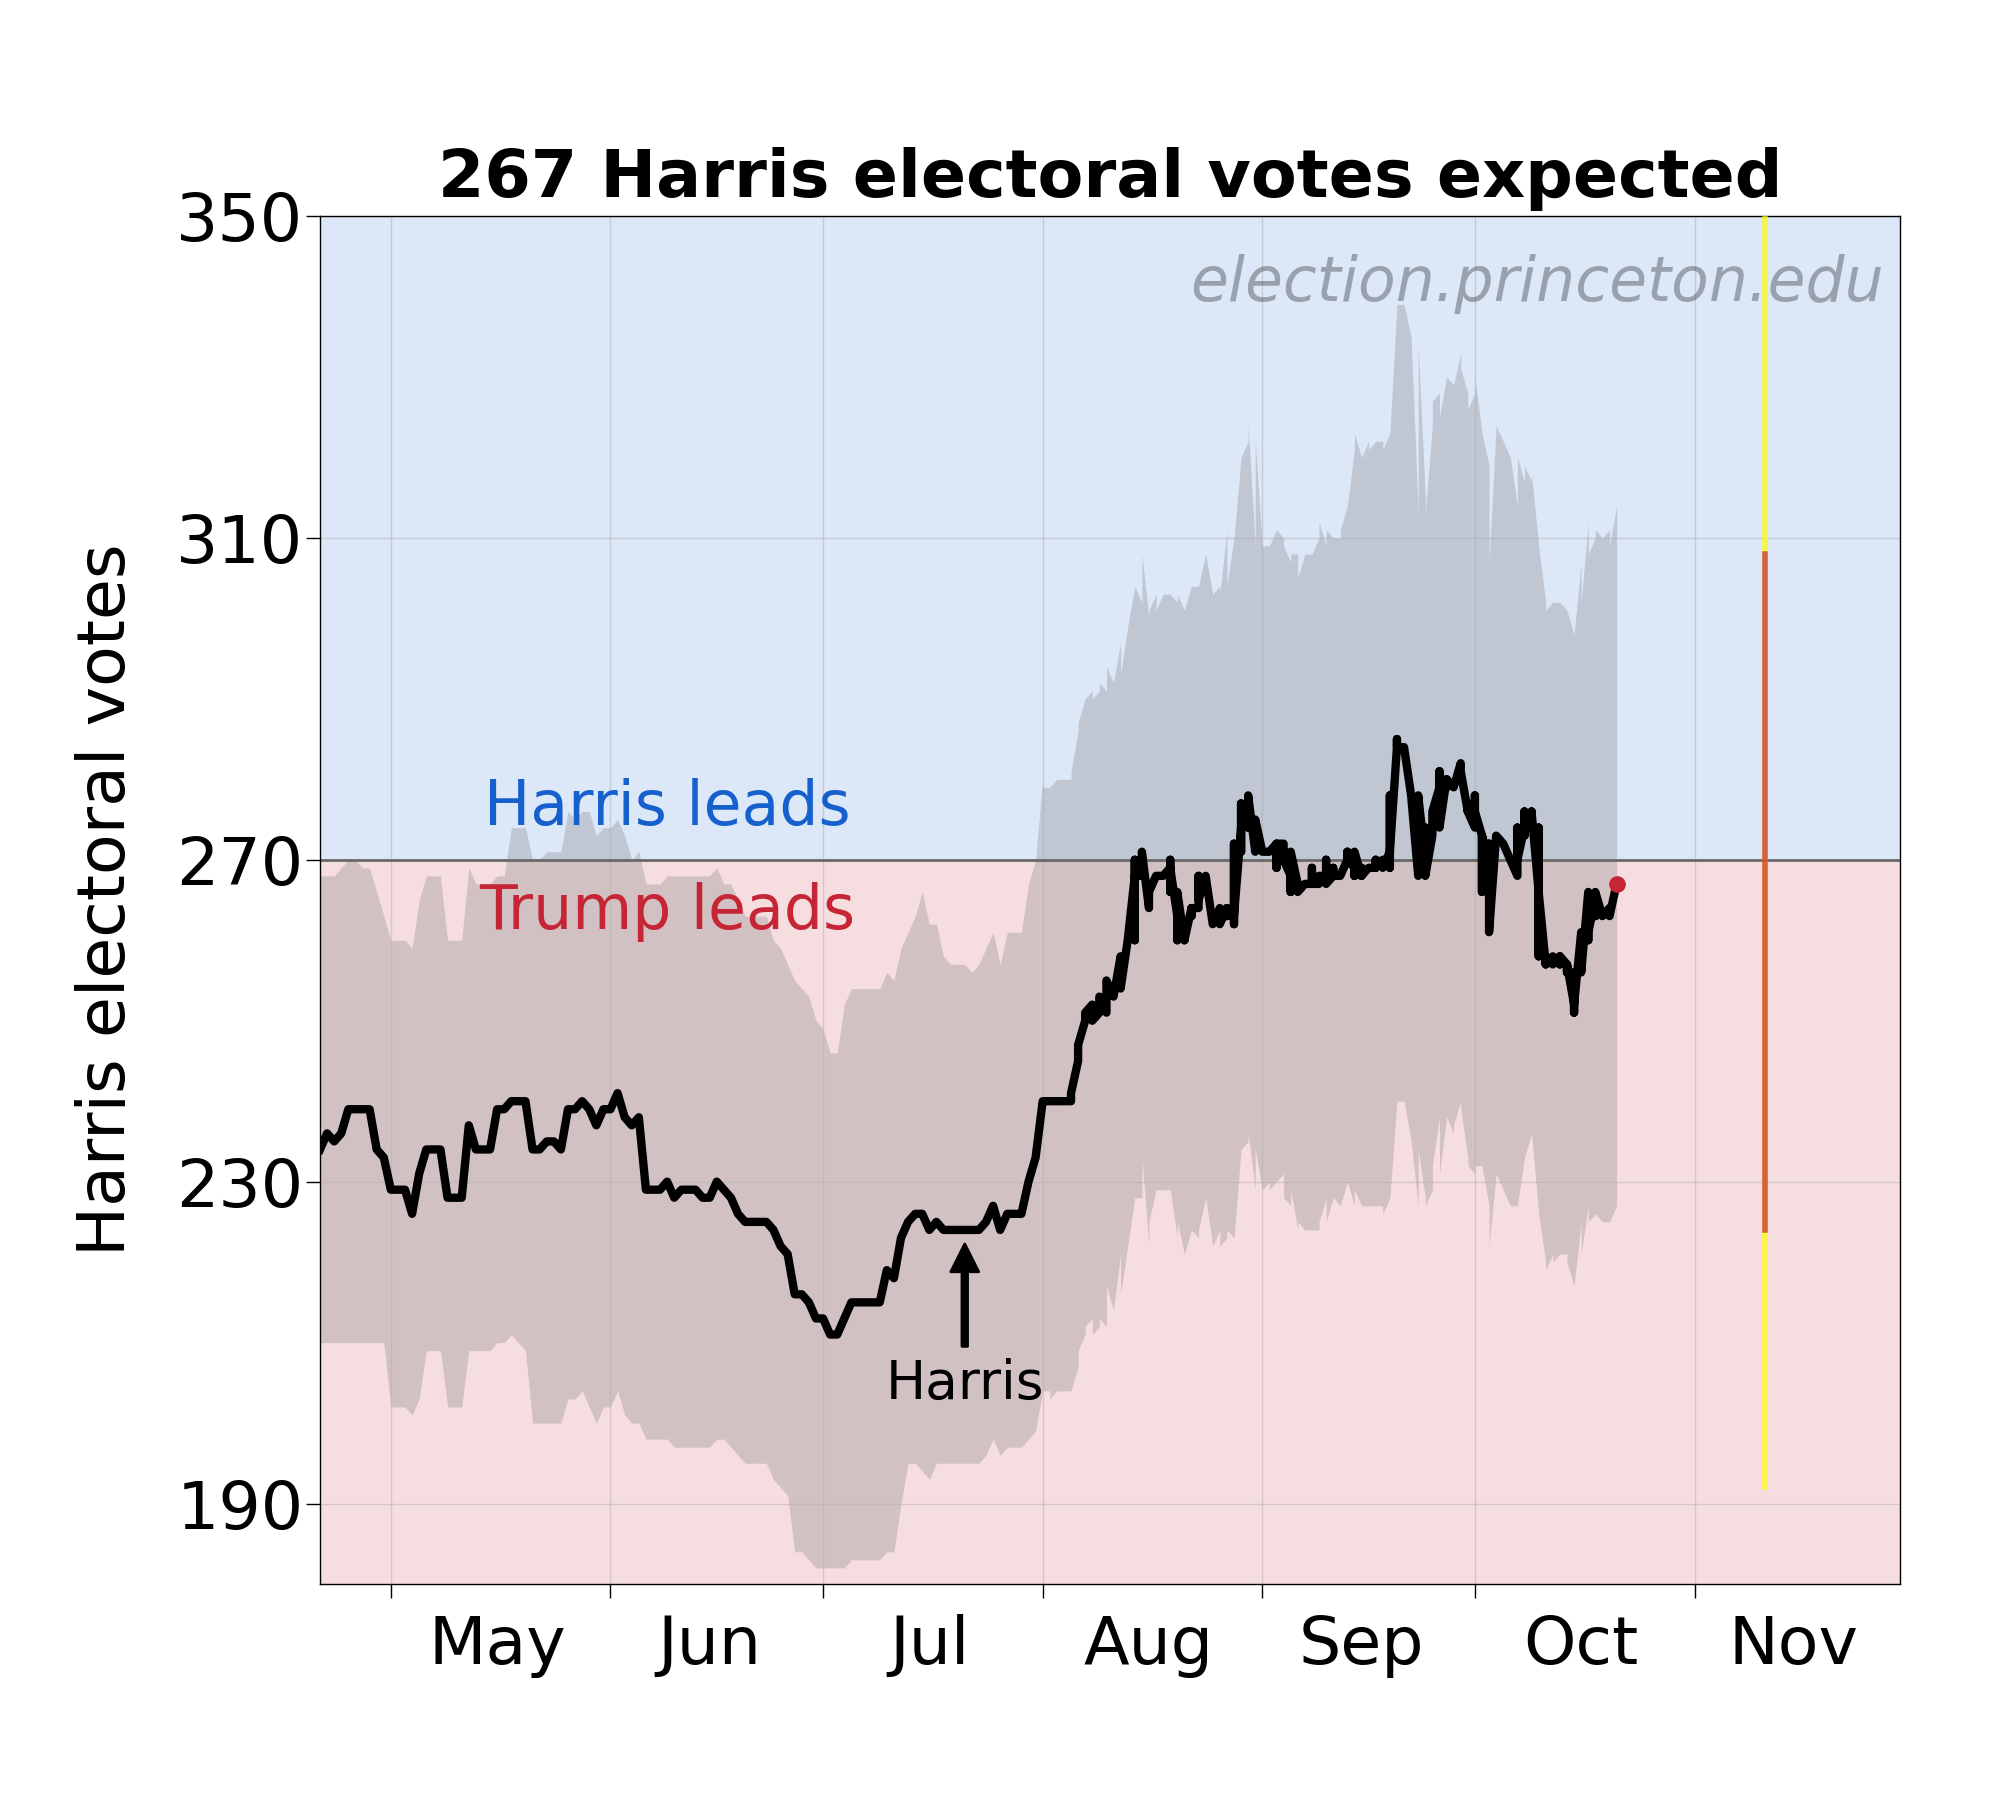 267 Harris electoral votes expected
350
election.princeton.edu
310
Harris electoral votes
Harris leads
270
Trump leads
230
Harris
190
May Jun Jul Aug Sep Oct Nov